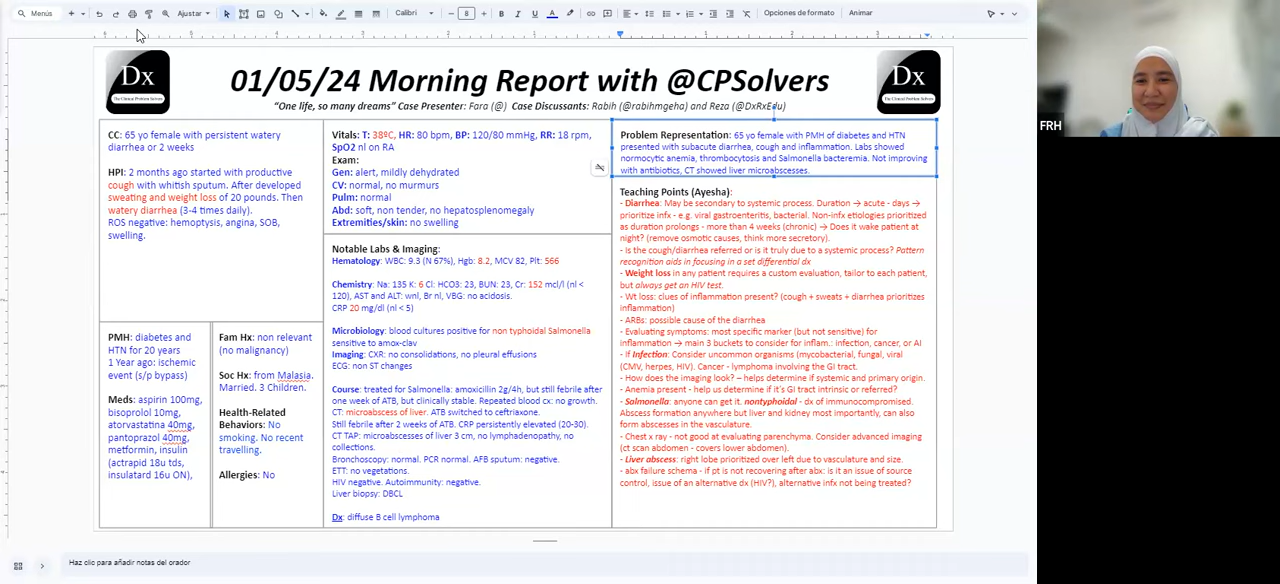 Menús
Ajustar
Calibri
8
B I U A
Opciones de formato
Animar
Dx
The Clinical Problem Solvers
01/05/24 Morning Report with @CPSolvers
"One life, so many dreams" Case Presenter: Fara (@) Case Discussants: Rabih (@rabihmgeha) and Reza (@DxRxEdu)
Dx
The Clinical Problem Solvers
CC: 65 yo female with persistent watery
diarrhea or 2 weeks
HPI: 2 months ago started with productive
cough with whitish sputum. After developed
sweating and weight loss of 20 pounds. Then
watery diarrhea (3-4 times daily).
ROS negative: hemoptysis, angina, SOB,
swelling.
PMH: diabetes and
HTN for 20 years
1 Year ago: ischemic
event (s/p bypass)
Meds: aspirin 100mg,
bisoprolol 10mg,
atorvastatina 40mg,
pantoprazol 40mg,
metformin, insulin
(actrapid 18u tds,
insulatard 16u ON),
Fam Hx: non relevant
(no malignancy)
Soc Hx: from Malasia.
Married. 3 Children.
Health-Related
Behaviors: No
smoking. No recent
travelling.
Allergies: No
Vitals: T: 38ºC, HR: 80 bpm, BP: 120/80 mmHg, RR: 18 rpm,
SpO2 nl on RA
Exam:
Gen: alert, mildly dehydrated
CV: normal, no murmurs
Pulm: normal
Abd: soft, non tender, no hepatosplenomegaly
Extremities/skin: no swelling
Notable Labs & Imaging:
Hematology: WBC: 9.3 (N 67%), Hgb: 8.2, MCV 82, Plt: 566
Chemistry: Na: 135 K: 6 Cl: HCO3: 23, BUN: 23, Cr: 152 mcl/l (nl <
120), AST and ALT: wnl, Br nl, VBG: no acidosis.
CRP 20 mg/dl (nl < 5)
Microbiology: blood cultures positive for non typhoidal Salmonella
sensitive to amox-clav
Imaging: CXR: no consolidations, no pleural effusions
ECG: non ST changes
Course: treated for Salmonella: amoxicillin 2g/4h, but still febrile after
one week of ATB, but clinically stable. Repeated blood cx: no growth.
CT: microabscess of liver. ATB switched to ceftriaxone.
Still febrile after 2 weeks of ATB. CRP persistently elevated (20-30).
CT TAP: microabscesses of liver 3 cm, no lymphadenopathy, no
collections.
Bronchoscopy: normal. PCR normal. AFB sputum: negative.
ETT: no vegetations.
HIV negative. Autoimmunity: negative.
Liver biopsy: DBCL
Dx: diffuse B cell lymphoma
Problem Representation: 65 yo female with PMH of diabetes and HTN
presented with subacute diarrhea, cough and inflammation. Labs showed
normocytic anemia, thrombocytosis and Salmonella bacteremia. Not improving
with antibiotics, CT showed liver microabscesses.
Teaching Points (Ayesha):
- Diarrhea: May be secondary to systemic process. Duration → acute - days →
prioritize infx - e.g. viral gastroenteritis, bacterial. Non-infx etiologies prioritized
as duration prolongs - more than 4 weeks (chronic) → Does it wake patient at
night? (remove osmotic causes, think more secretory).
- Is the cough/diarrhea referred or is it truly due to a systemic process? Pattern
recognition aids in focusing in a set differential dx
- Weight loss in any patient requires a custom evaluation, tailor to each patient,
but always get an HIV test.
- Wt loss: clues of inflammation present? (cough + sweats + diarrhea prioritizes
inflammation)
- ARBs: possible cause of the diarrhea
- Evaluating symptoms: most specific marker (but not sensitive) for
inflammation → main 3 buckets to consider for inflam.: infection, cancer, or AI
- If Infection: Consider uncommon organisms (mycobacterial, fungal, viral
(CMV, herpes, HIV). Cancer - lymphoma involving the GI tract.
- How does the imaging look? – helps determine if systemic and primary origin.
- Anemia present - help us determine if it's GI tract intrinsic or referred?
- Salmonella: anyone can get it. nontyphoidal - dx of immunocompromised.
Abscess formation anywhere but liver and kidney most importantly, can also
form abscesses in the vasculature.
- Chest x ray - not good at evaluating parenchyma. Consider advanced imaging
(ct scan abdomen - covers lower abdomen).
- Liver abscess: right lobe prioritized over left due to vasculature and size.
- abx failure schema - if pt is not recovering after abx: is it an issue of source
control, issue of an alternative dx (HIV?), alternative infx not being treated?
Haz clic para añadir notas del orador
FRH